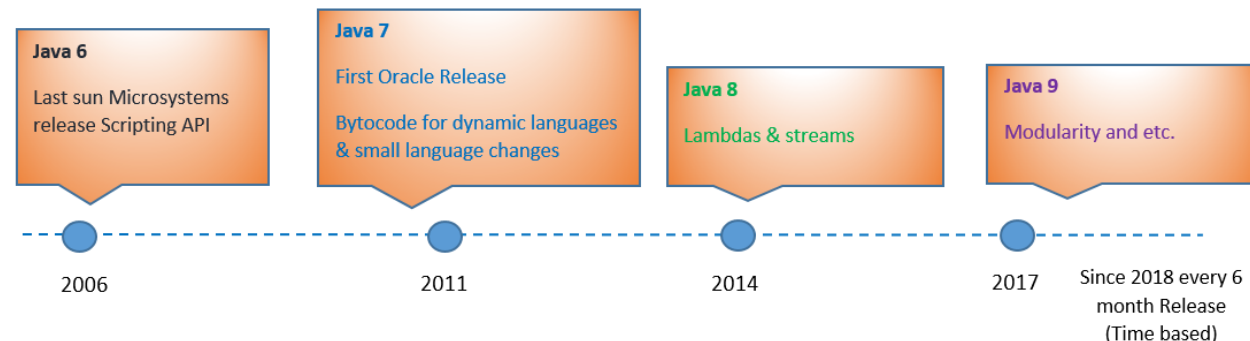 Java 6
Last sun Microsystems
release Scripting API
Java 7
First Oracle Release
Bytocode for dynamic languages
& small language changes
Java 8
Lambdas & streams
Java 9
Modularity and etc.
2006
2011
2014
2017
Since 2018 every 6
month Release
(Time based)